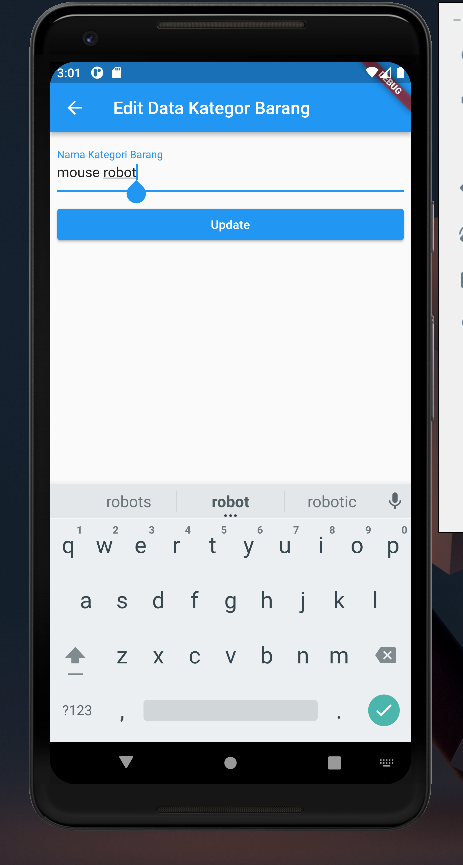 3:01
DEBUG
Edit Data Kategor Barang
Nama Kategori Barang
mouse robot
Update
robots robot robotic
1 2 3 4 5 6 7 8 9 0
q w e r t y u i o p
a s d f g h j k l
z x c v b n m
?123 , .